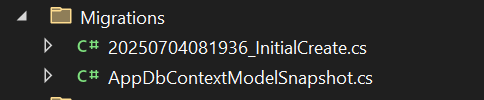 Migrations
C# 20250704081936_InitialCreate.cs
C# AppDbContextModelSnapshot.cs